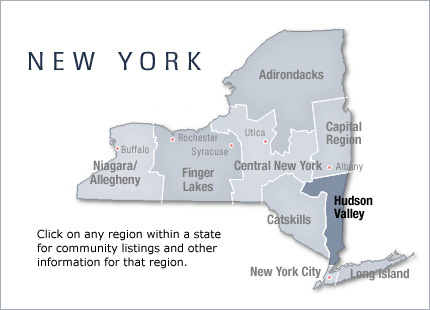 NEW YORK
Adirondacks
Capital
Region
Utica
Rochester
Syracuse
Buffalo
Albany
Niagara/
Allegheny
Finger
Lakes
Central New York
Hudson
Valley
Catskills
Click on any region within a state
for community listings and other
information for that region.
New York City
Long Island